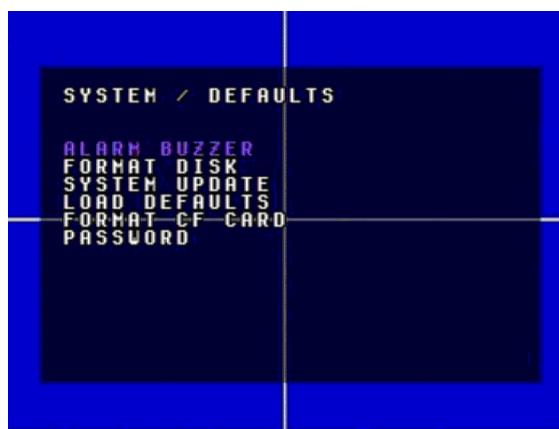 SYSTEM / DEFAULTS
ALARM BUZZER
FORMAT DISK
SYSTEM UPDATE
LOAD DEFAULTS
FORMAT CF CARD
PASSWORD